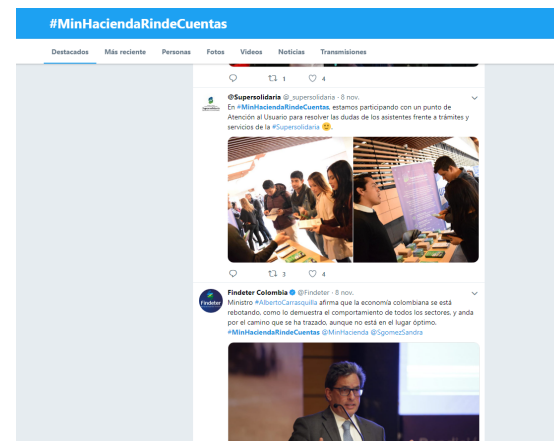 #MinHaciendaRindeCuentas
Destacados Más reciente Personas Fotos Videos Noticias Transmisiones
1 4
@Supersolidaria @_supersolidaria · 8 nov.
En #MinHaciendaRindeCuentas, estamos participando con un punto de
Atención al Usuario para resolver las dudas de los asistentes frente a trámites y
servicios de la #Supersolidaria 🙂.
3 4
Findeter Colombia @Findeter · 8 nov.
Findeter
Ministro #AlbertoCarrasquilla afirma que la economía colombiana se está
rebotando, como lo demuestra el comportamiento de todos los sectores, y anda
por el camino que se ha trazado, aunque no está en el lugar óptimo.
#MinHaciendaRindeCuentas @MinHacienda @SgomezSandra